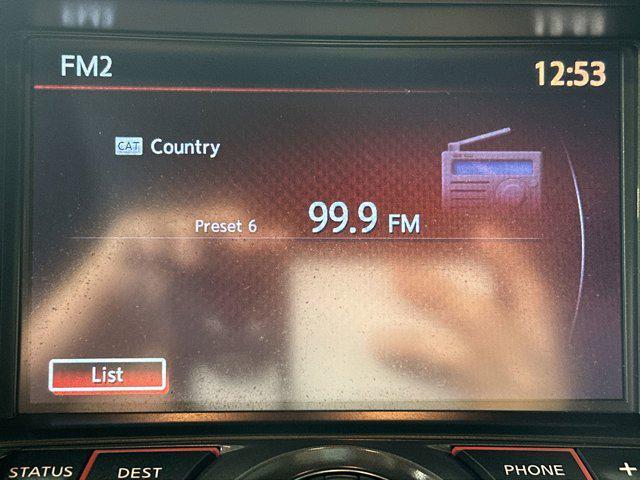 FM2
12:53
CAT Country
Preset 6 99.9 FM
List
STATUS DEST PHONE +